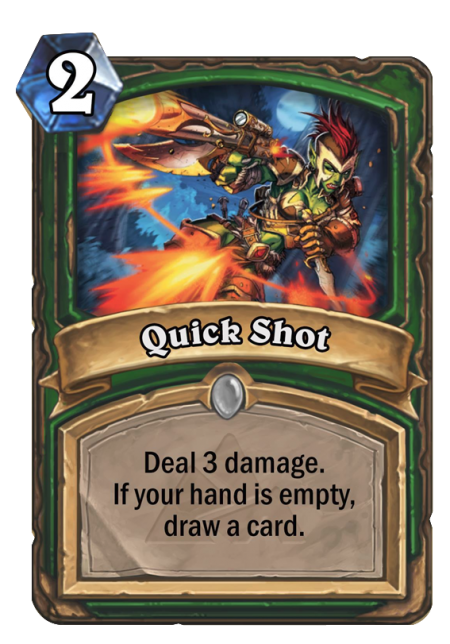 2
Quick Shot
Deal 3 damage.
If your hand is empty,
draw a card.